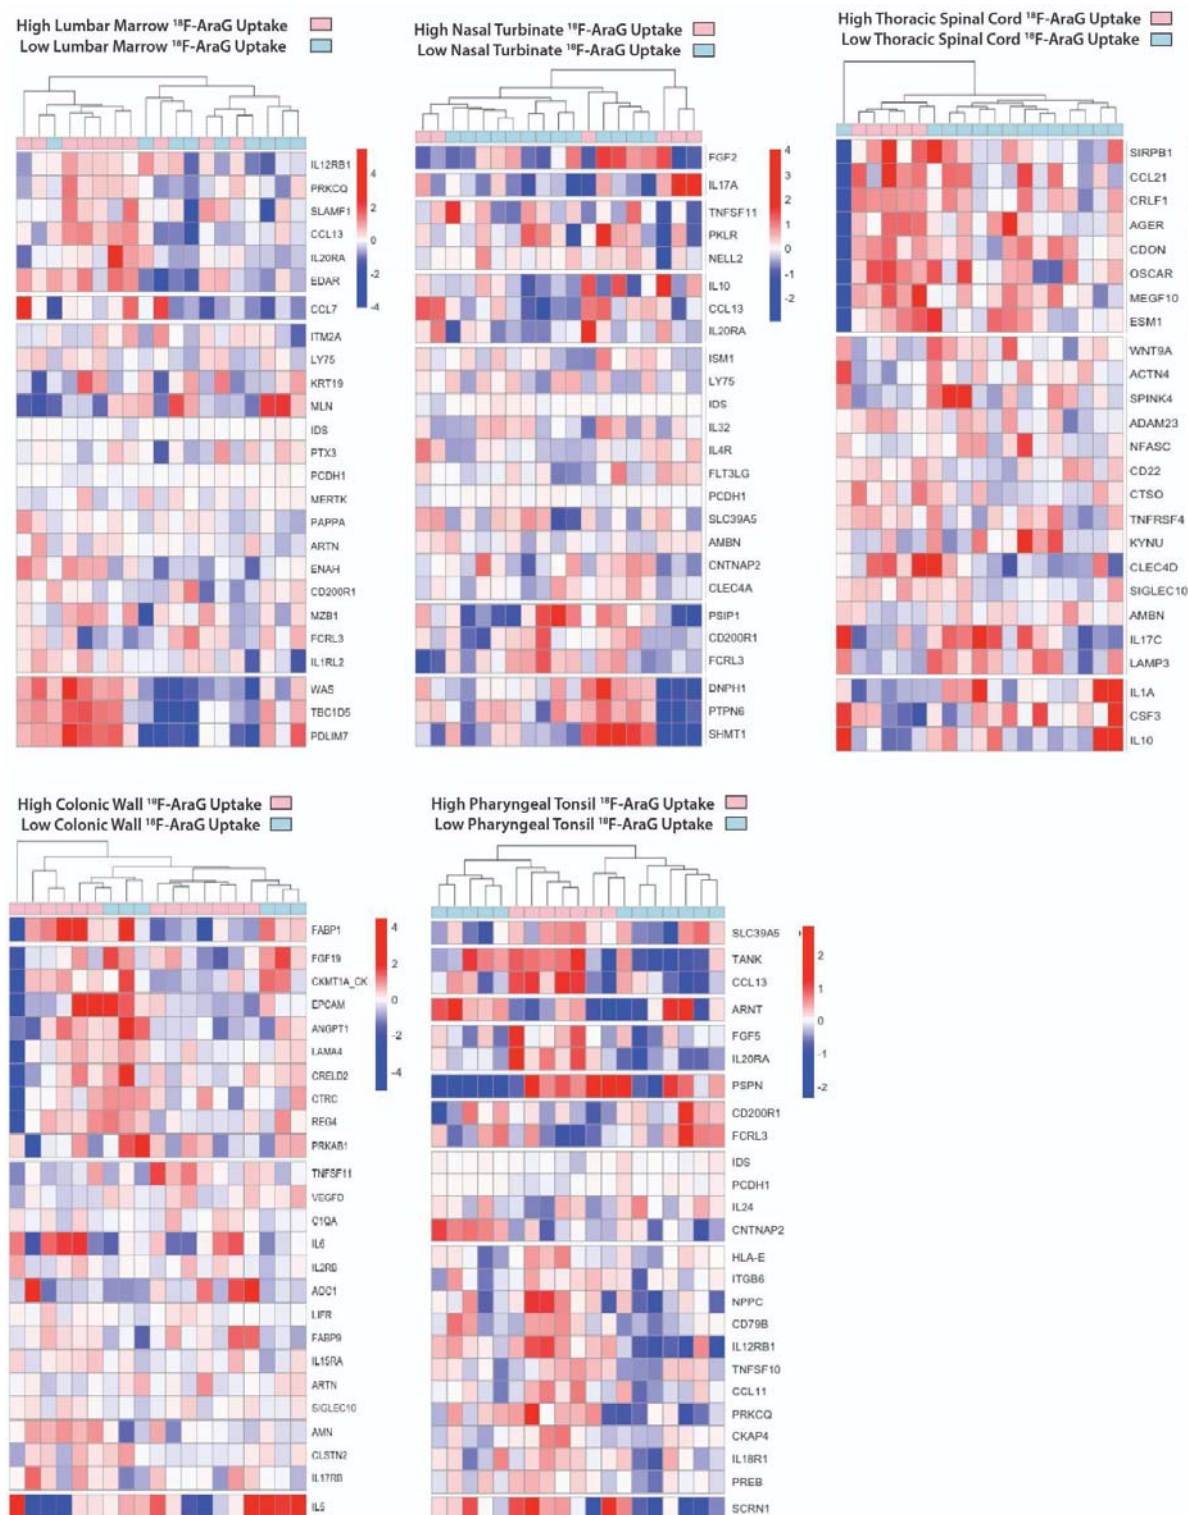 High Lumbar Marrow ¹⁸F-AraG Uptake
Low Lumbar Marrow ¹⁸F-AraG Uptake
IL12RB1
PRKCQ
SLAMF1
CCL13
IL20RA
EDAR
CCL7
ITM2A
LY75
KRT19
MLN
IDS
PTX3
PCDH1
MERTK
PAPPA
ARTN
ENAH
CD200R1
MZB1
FCRL3
IL1RL2
WAS
TBC1D5
PDLIM7
4
2
0
-2
-4
High Nasal Turbinate ¹⁸F-AraG Uptake
Low Nasal Turbinate ¹⁸F-AraG Uptake
FGF2
IL17A
TNFSF11
PKLR
NELL2
IL10
CCL13
IL20RA
ISM1
LY75
IDS
IL32
IL4R
FLT3LG
PCDH1
SLC39A5
AMBN
CNTNAP2
CLEC4A
PSIP1
CD200R1
FCRL3
DNPH1
PTPN6
SHMT1
4
3
2
1
0
-1
-2
High Thoracic Spinal Cord ¹⁸F-AraG Uptake
Low Thoracic Spinal Cord ¹⁸F-AraG Uptake
SIRPB1
CCL21
CRLF1
AGER
CDON
OSCAR
MEGF10
ESM1
WNT9A
ACTN4
SPINK4
ADAM23
NFASC
CD22
CTSO
TNFRSF4
KYNU
CLEC4D
SIGLEC10
AMBN
IL17C
LAMP3
IL1A
CSF3
IL10
High Colonic Wall ¹⁸F-AraG Uptake
Low Colonic Wall ¹⁸F-AraG Uptake
FABP1
FGF19
CKMT1A_CK
EPCAM
ANGPT1
LAMA4
CRELD2
CTRC
REG4
PRKAB1
TNFSF11
VEGFD
C1QA
IL6
IL2RB
AOC1
LIFR
FABP9
IL15RA
ARTN
SIGLEC10
AMN
CLSTN2
IL17RB
IL5
4
2
0
-2
-4
High Pharyngeal Tonsil ¹⁸F-AraG Uptake
Low Pharyngeal Tonsil ¹⁸F-AraG Uptake
SLC39A5
TANK
CCL13
ARNT
FGF5
IL20RA
PSPN
CD200R1
FCRL3
IDS
PCDH1
IL24
CNTNAP2
HLA-E
ITGB6
NPPC
CD79B
IL12RB1
TNFSF10
CCL11
PRKCQ
CKAP4
IL18R1
PREB
SCRN1
2
1
0
-1
-2